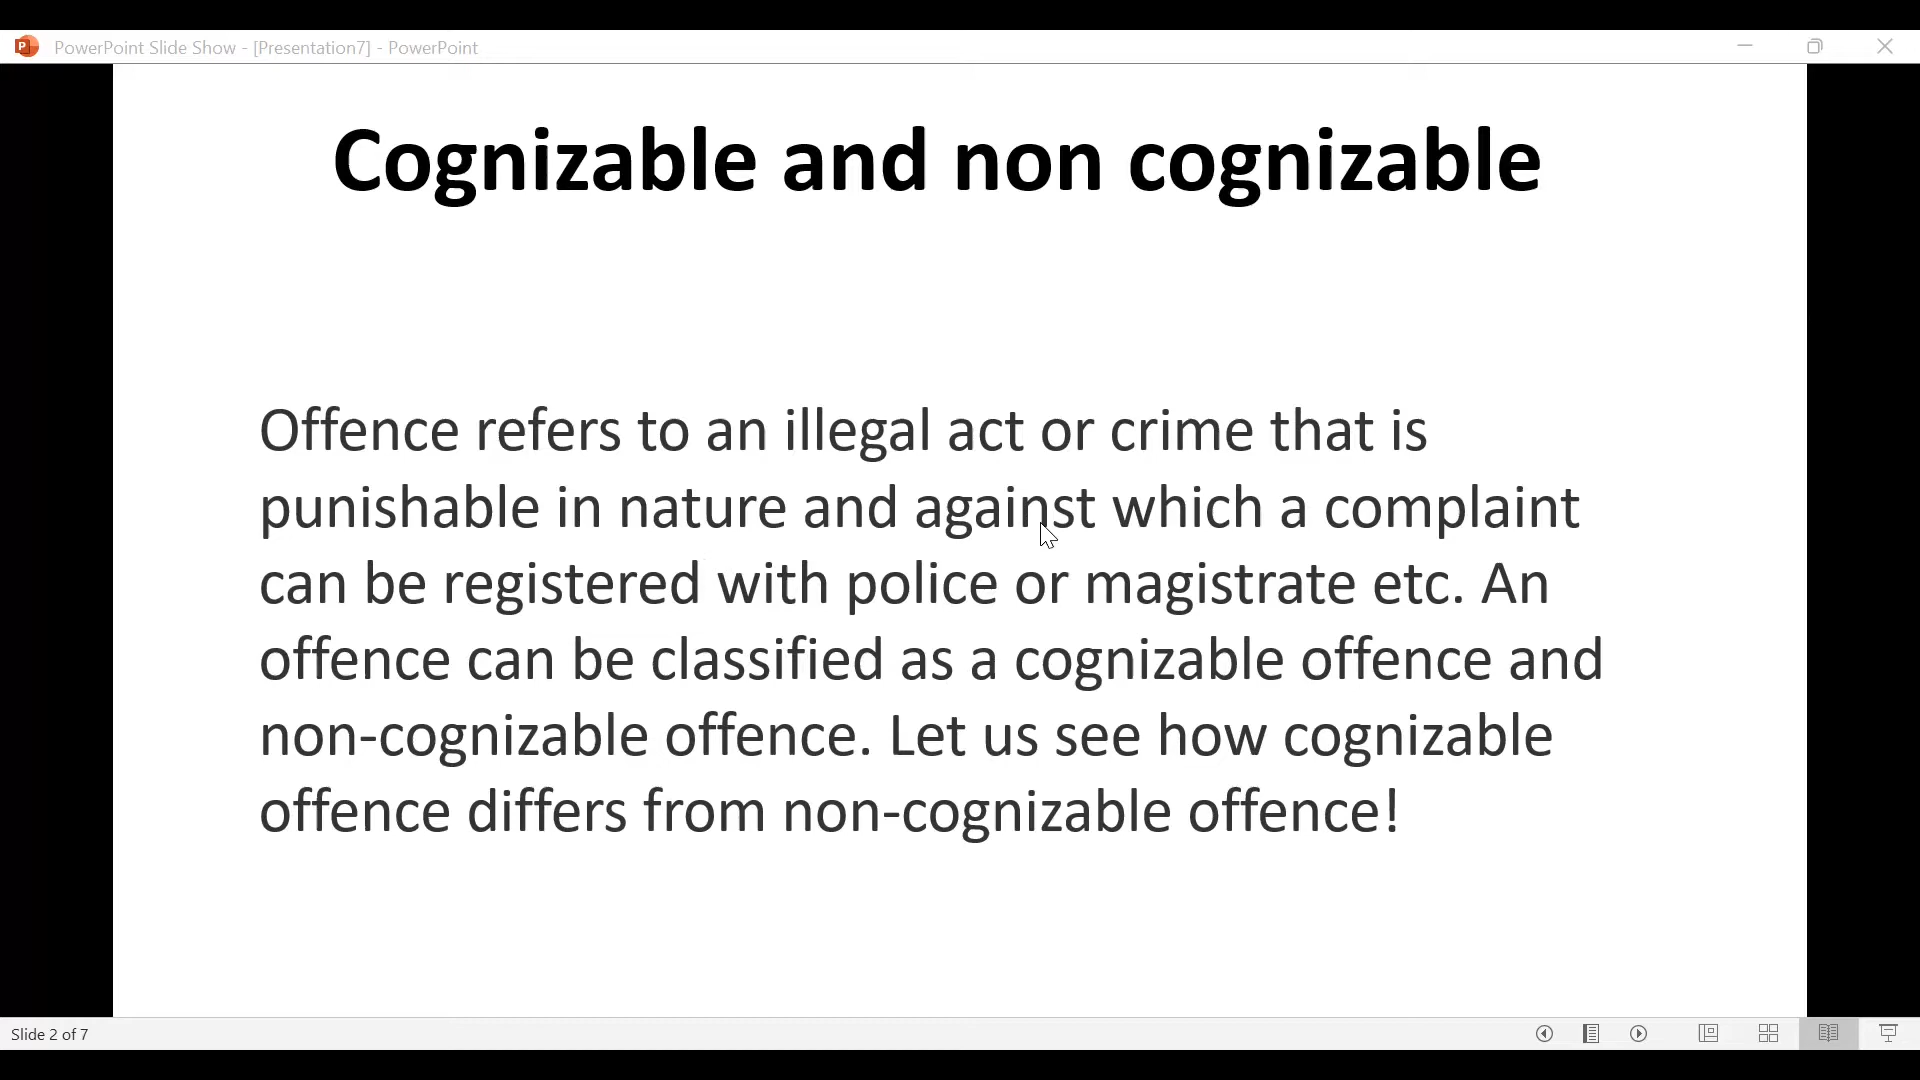 PowerPoint Slide Show - [Presentation7] - PowerPoint
Cognizable and non cognizable
Offence refers to an illegal act or crime that is
punishable in nature and against which a complaint
can be registered with police or magistrate etc. An
offence can be classified as a cognizable offence and
non-cognizable offence. Let us see how cognizable
offence differs from non-cognizable offence!
Slide 2 of 7